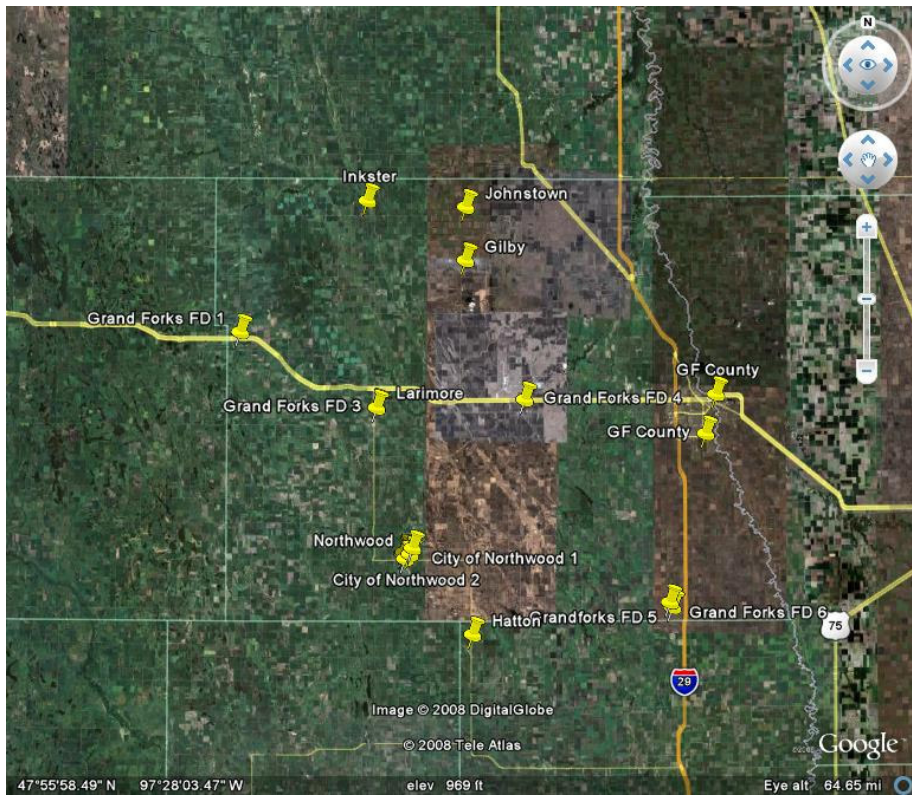 N
Inkster
Johnstown
Gilby
Grand Forks FD 1
GF County
Larimore
Grand Forks FD 3
Grand Forks FD 4
GF County
Northwood
City of Northwood 1
City of Northwood 2
Hatton
Grandforks FD 5
Grand Forks FD 6
75
29
Image © 2008 DigitalGlobe
© 2008 Tele Atlas
Google
47°55'58.49" N 97°28'03.47" W elev 969 ft Eye alt 64.65 mi